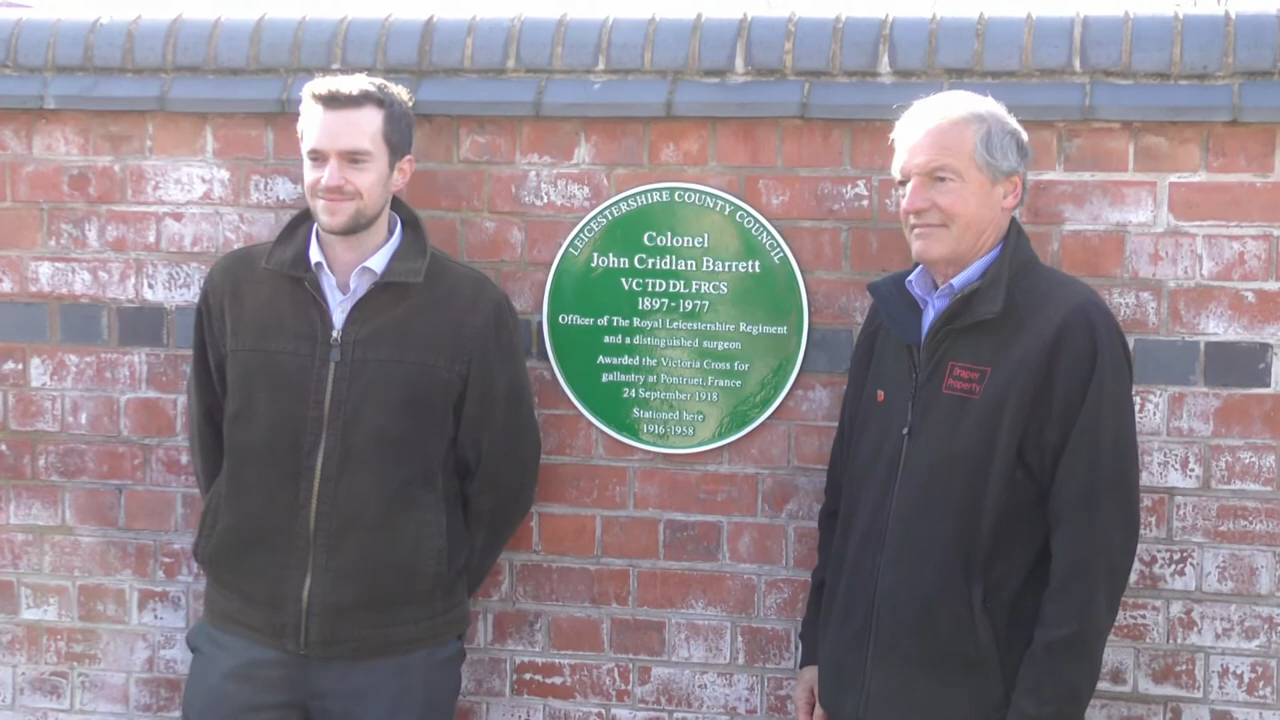 LEICESTERSHIRE COUNTY COUNCIL
Colonel
John Cridlan Barrett
VC TD DL FRCS
1897-1977
Officer of The Royal Leicestershire Regiment
and a distinguished surgeon
Awarded the Victoria Cross for
gallantry at Pontruet, France
24 September 1918
Stationed here
1916-1958
Draper
Property